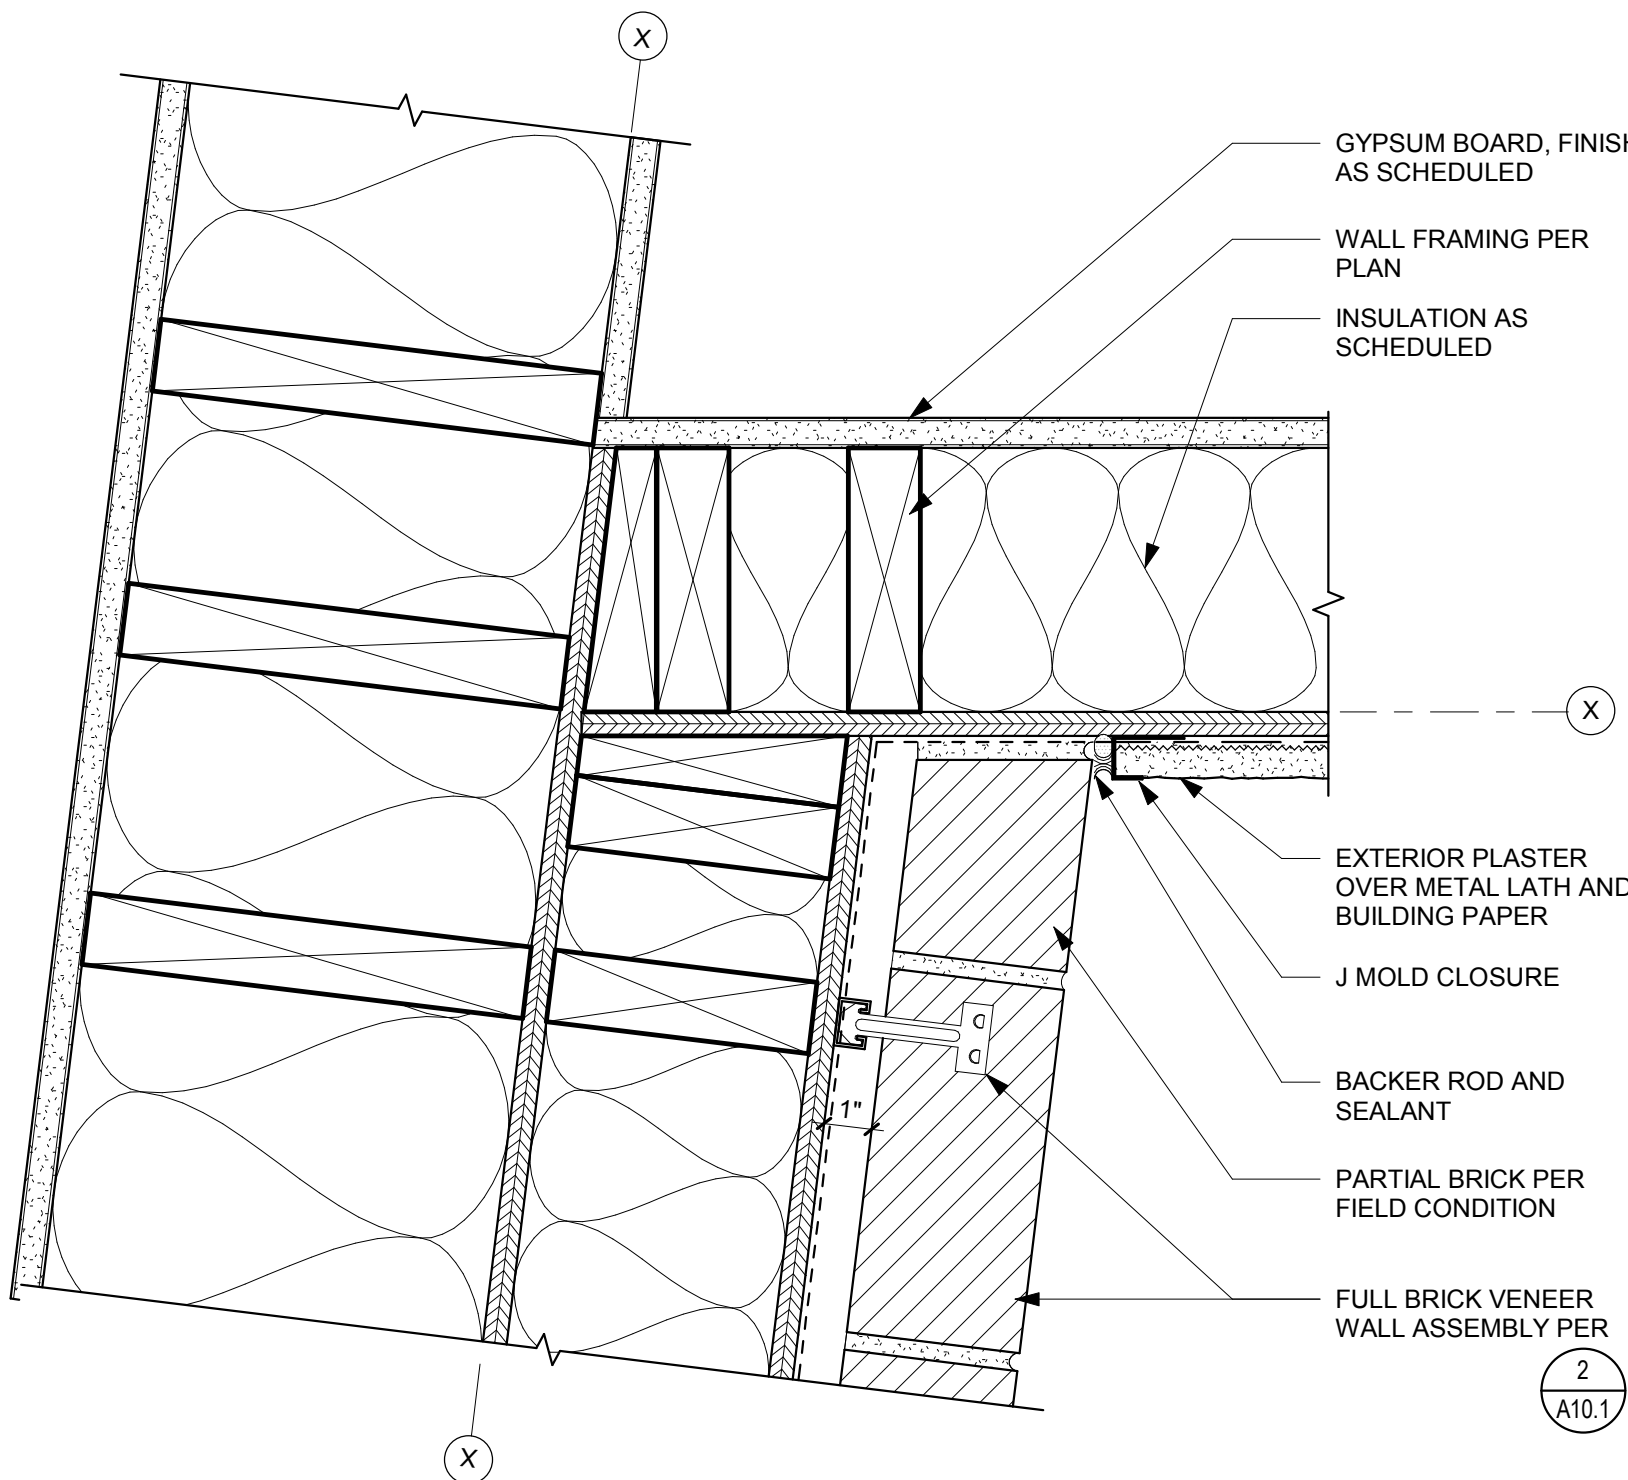 X
GYPSUM BOARD, FINISH
AS SCHEDULED
WALL FRAMING PER
PLAN
INSULATION AS
SCHEDULED
X
EXTERIOR PLASTER
OVER METAL LATH AND
BUILDING PAPER
J MOLD CLOSURE
BACKER ROD AND
SEALANT
1"
PARTIAL BRICK PER
FIELD CONDITION
FULL BRICK VENEER
WALL ASSEMBLY PER
2
A10.1
X